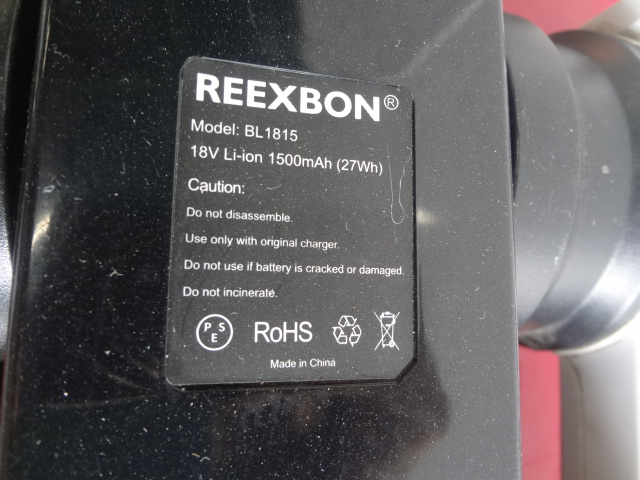 REEXBON®
Model: BL1815
18V Li-ion 1500mAh (27Wh)
Caution:
Do not disassemble.
Use only with original charger.
Do not use if battery is cracked or damaged.
Do not incinerate.
P S E RoHS
Made in China